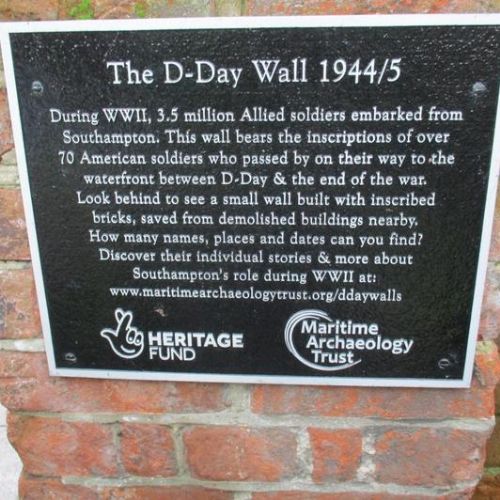 The D-Day Wall 1944/5
During WWII, 3.5 million Allied soldiers embarked from
Southampton. This wall bears the inscriptions of over
70 American soldiers who passed by on their way to the
waterfront between D-Day & the end of the war.
Look behind to see a small wall built with inscribed
bricks, saved from demolished buildings nearby.
How many names, places and dates can you find?
Discover their individual stories & more about
Southampton's role during WWII at:
www.maritimearchaeologytrust.org/ddaywalls
HERITAGE
FUND
Maritime
Archaeology
Trust